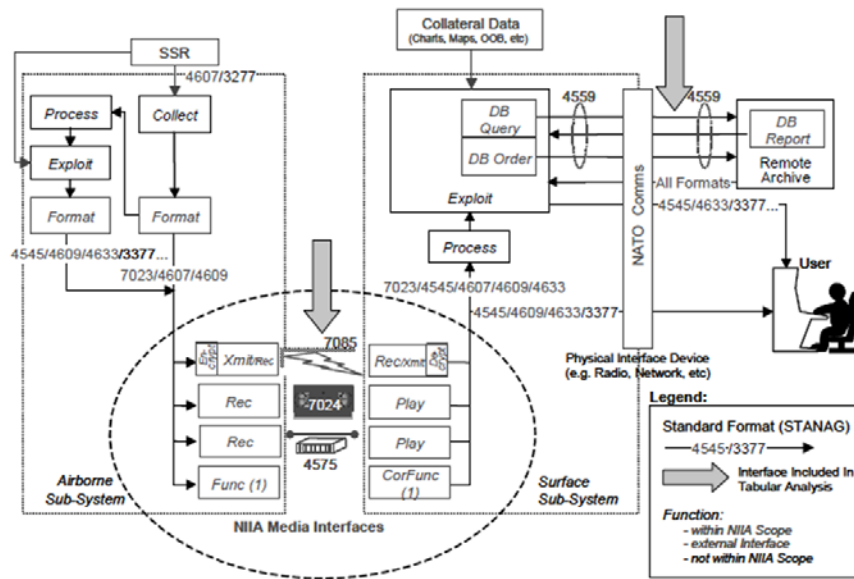 Collateral Data
(Charts, Maps, OOB, etc)
SSR
4607/3277
Process
Collect
Exploit
Format
Format
4545/4609/4633/3377...
7023/4607/4609
DB
Query
DB Order
Exploit
4559
4559
DB
Report
Remote
Archive
All Formats
4545/4633/3377...
NATO Comms
Process
7023/4545/4607/4609/4633
4545/4609/4633/3377
User
Physical Interface Device
(e.g. Radio, Network, etc)
En-
crypt
Xmit/Rec
7085
Rec/Xmit
De-
crypt
Rec
7024
Play
Rec
4575
Play
Func (1)
CorFunc
(1)
Airborne
Sub-System
Surface
Sub-System
NIIA Media Interfaces
Legend:
Standard Format (STANAG)
4545/3377
Interface Included In
Tabular Analysis
Function:
- within NIIA Scope
- external Interface
- not within NIIA Scope